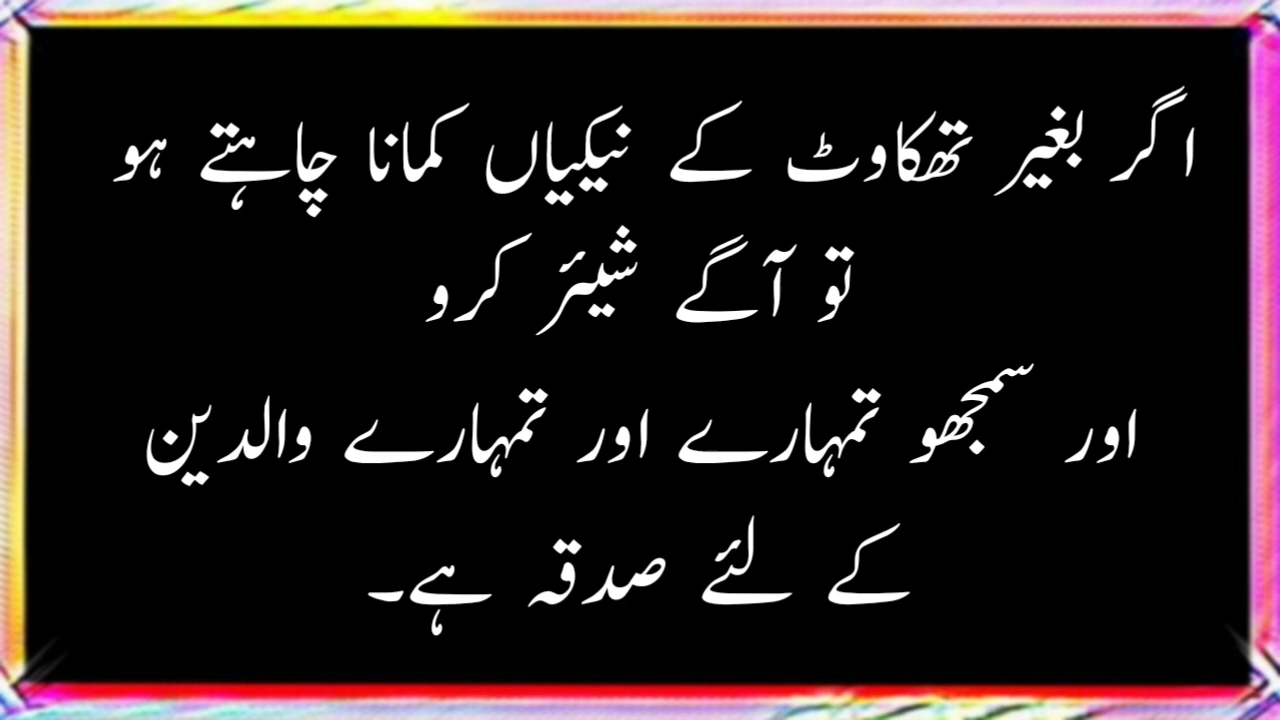 اگر بغیر تھکاوٹ کے نیکیاں کمانا چاہتے ہو
تو آگے شیئر کرو
اور سمجھو تمہارے اور تمہارے والدین
کے لئے صدقہ ہے۔